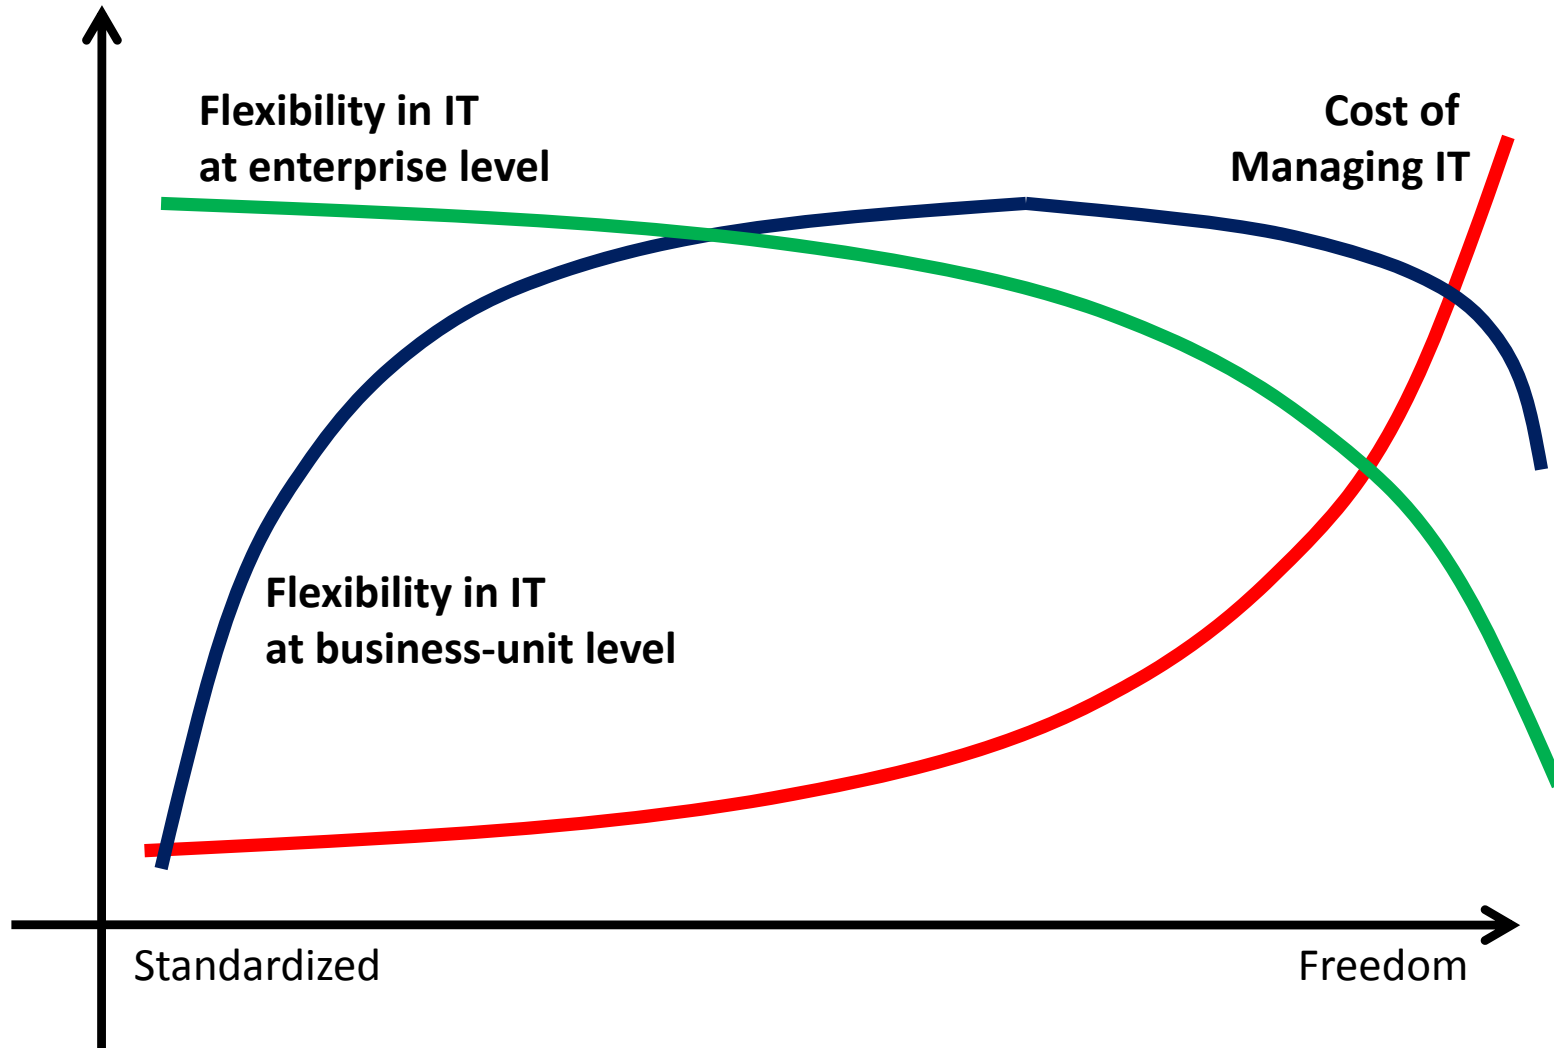 Flexibility in IT
at enterprise level
Cost of
Managing IT
Flexibility in IT
at business-unit level
Standardized
Freedom